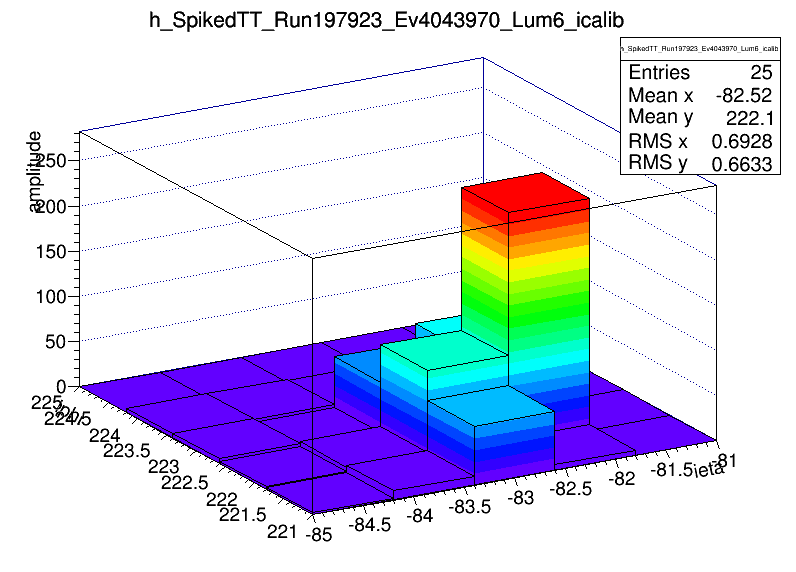 h_SpikedTT_Run197923_Ev4043970_Lum6_icalib
h_SpikedTT_Run197923_Ev4043970_Lum6_icalib
Entries 25
Mean x -82.52
Mean y 222.1
RMS x 0.6928
RMS y 0.6633
amplitude
250
200
150
100
50
0
225
224.5
224
223.5
223
222.5
222
221.5
221
-85
-84.5
-84
-83.5
-83
-82.5
-82
-81.5
-81
ieta